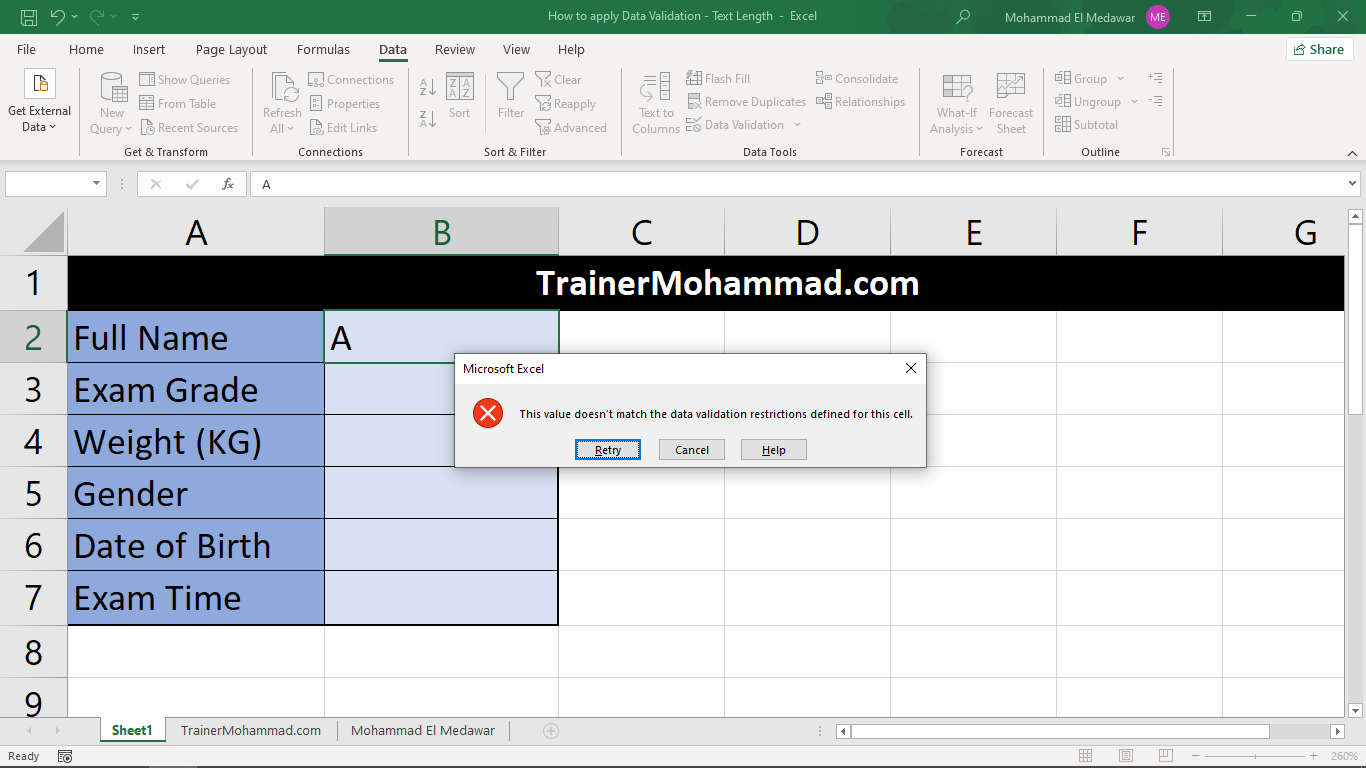 How to apply Data Validation - Text Length - Excel
Mohammad El Medawar ME
File Home Insert Page Layout Formulas Data Review View Help Share
Get External Data
New Query
Show Queries
From Table
Recent Sources
Get & Transform
Refresh All
Connections
Properties
Edit Links
Connections
A Z
Z A
Z A A Z
Sort
Filter
Clear
Reapply
Advanced
Sort & Filter
Text to Columns
Flash Fill
Remove Duplicates
Data Validation
Consolidate
Relationships
Data Tools
What-If Analysis
Forecast Sheet
Forecast
Group
Ungroup
Subtotal
Outline
fx A
A B C D E F G
1 TrainerMohammad.com
2 Full Name A
3 Exam Grade
4 Weight (KG)
5 Gender
6 Date of Birth
7 Exam Time
8
9
Microsoft Excel
This value doesn't match the data validation restrictions defined for this cell.
Retry Cancel Help
Sheet1 TrainerMohammad.com Mohammad El Medawar
Ready 260%